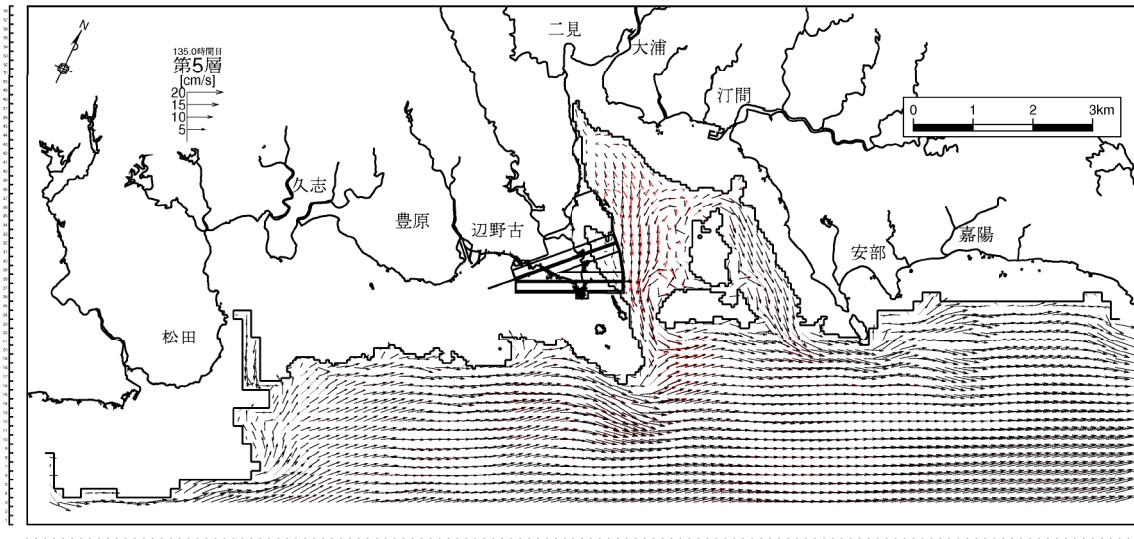 N
135.0時間目
第5層
[cm/s]
20
15
10
5
二見
大浦
汀間
0 1 2 3km
久志
豊原
辺野古
安部
嘉陽
松田